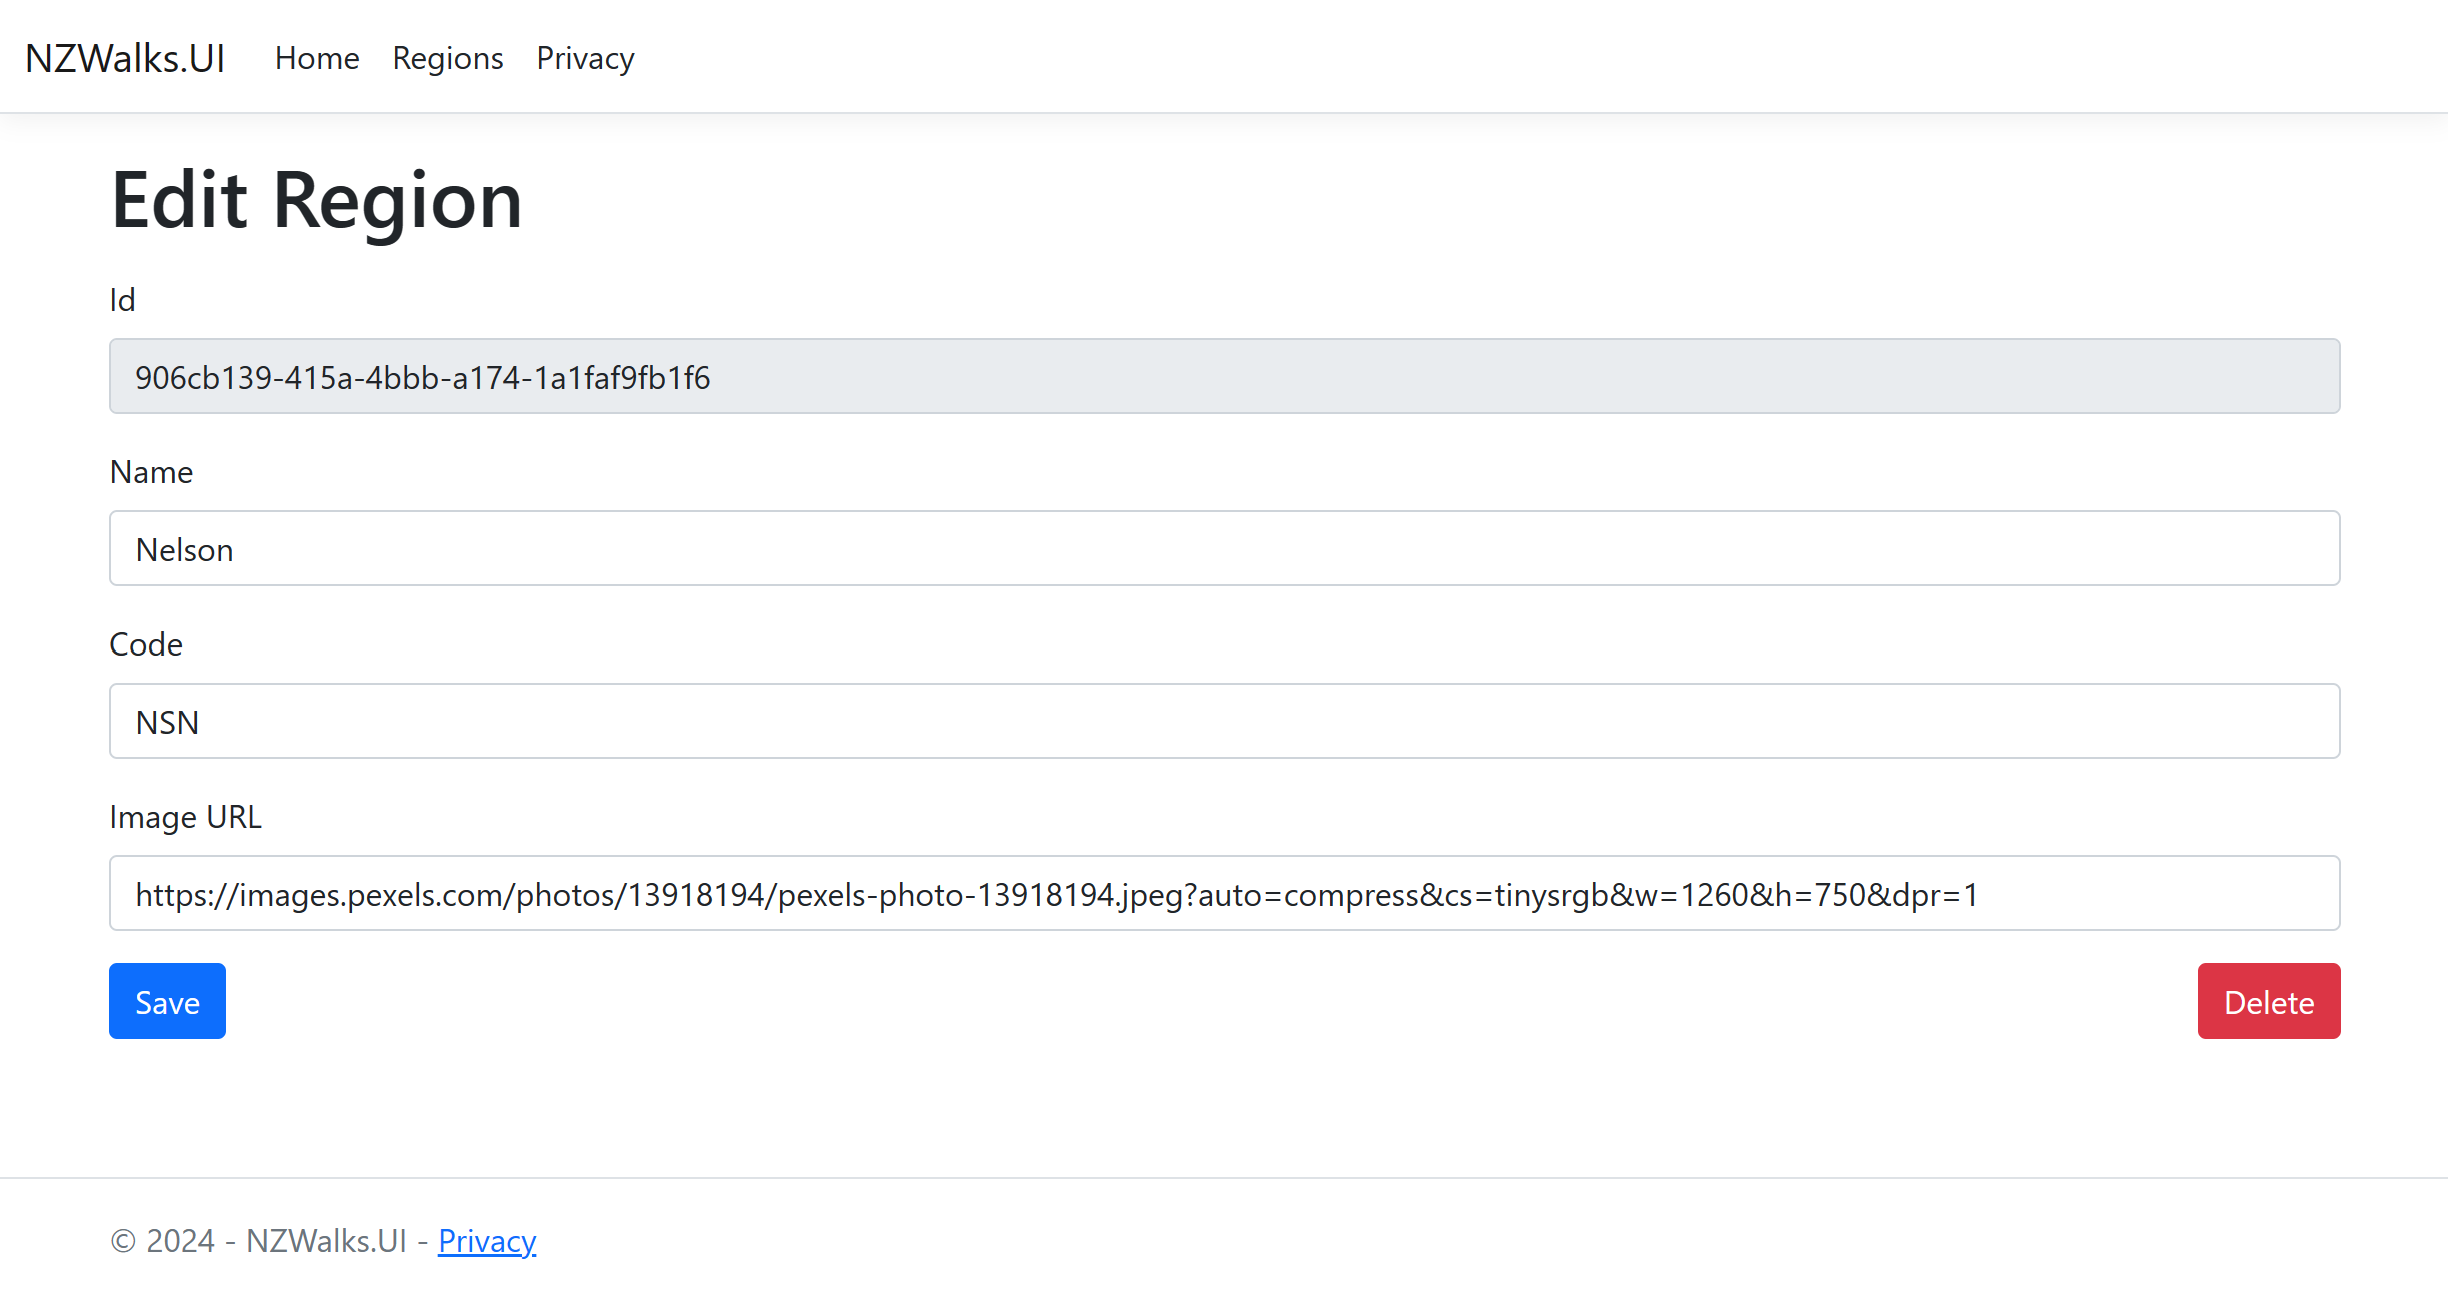 NZWalks.UI Home Regions Privacy
Edit Region
Id
906cb139-415a-4bbb-a174-1a1faf9fb1f6
Name
Nelson
Code
NSN
Image URL
https://images.pexels.com/photos/13918194/pexels-photo-13918194.jpeg?auto=compress&cs=tinysrgb&w=1260&h=750&dpr=1
Save Delete
© 2024 - NZWalks.UI - Privacy